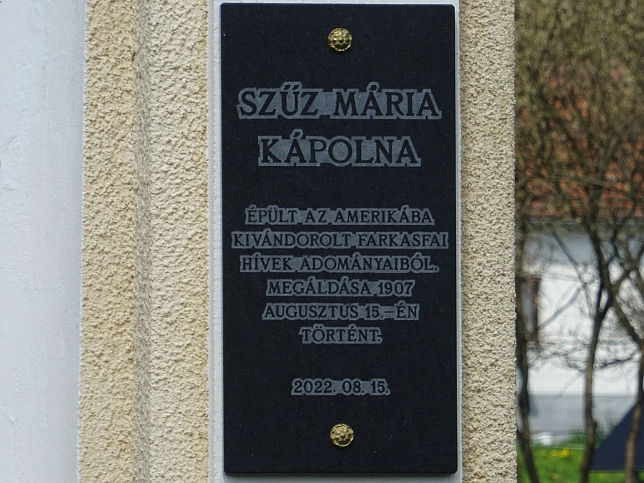 SZŰZ MÁRIA
KÁPOLNA
ÉPÜLT AZ AMERIKÁBA
KIVÁNDOROLT FARKASFAI
HÍVEK ADOMÁNYAIBÓL.
MEGÁLDÁSA 1907
AUGUSZTUS 15.-ÉN
TÖRTÉNT.
2022. 08. 15.